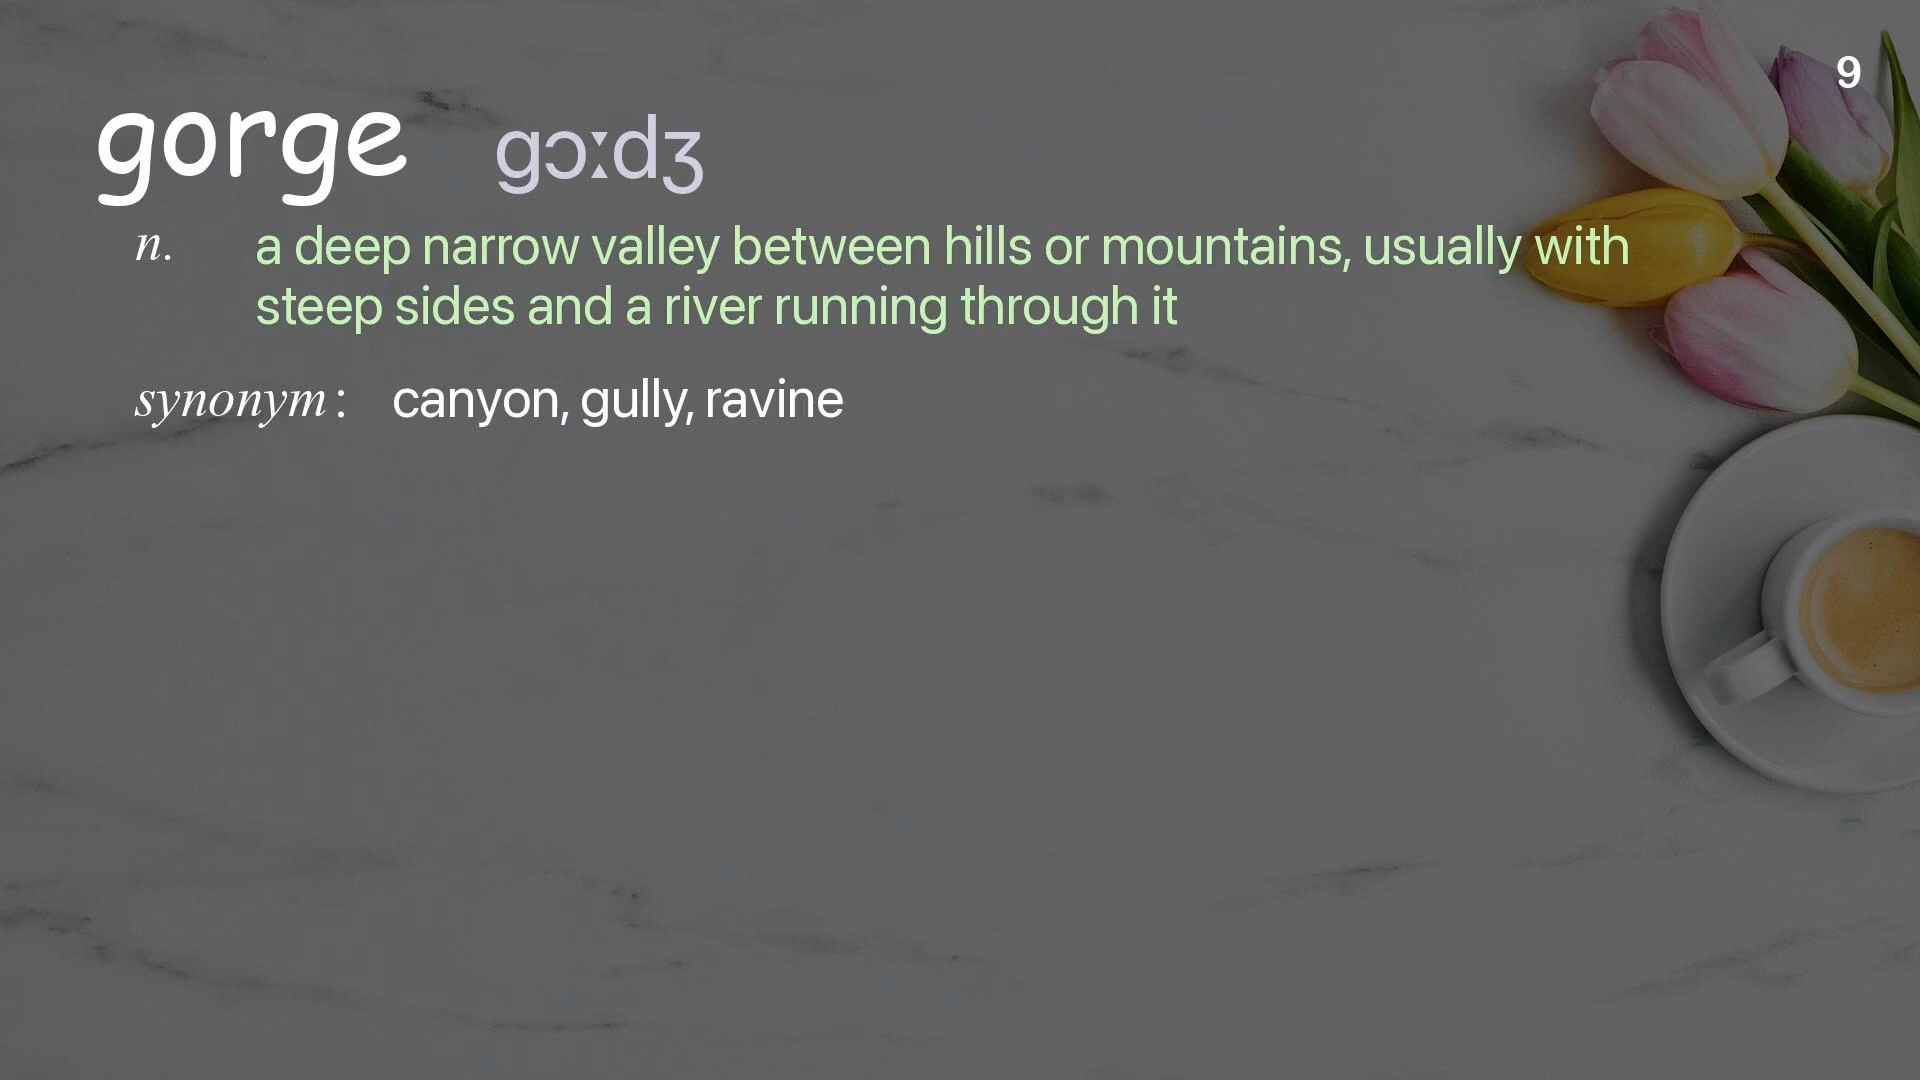 9
gorge gɔːdʒ
n. a deep narrow valley between hills or mountains, usually with
steep sides and a river running through it
synonym: canyon, gully, ravine